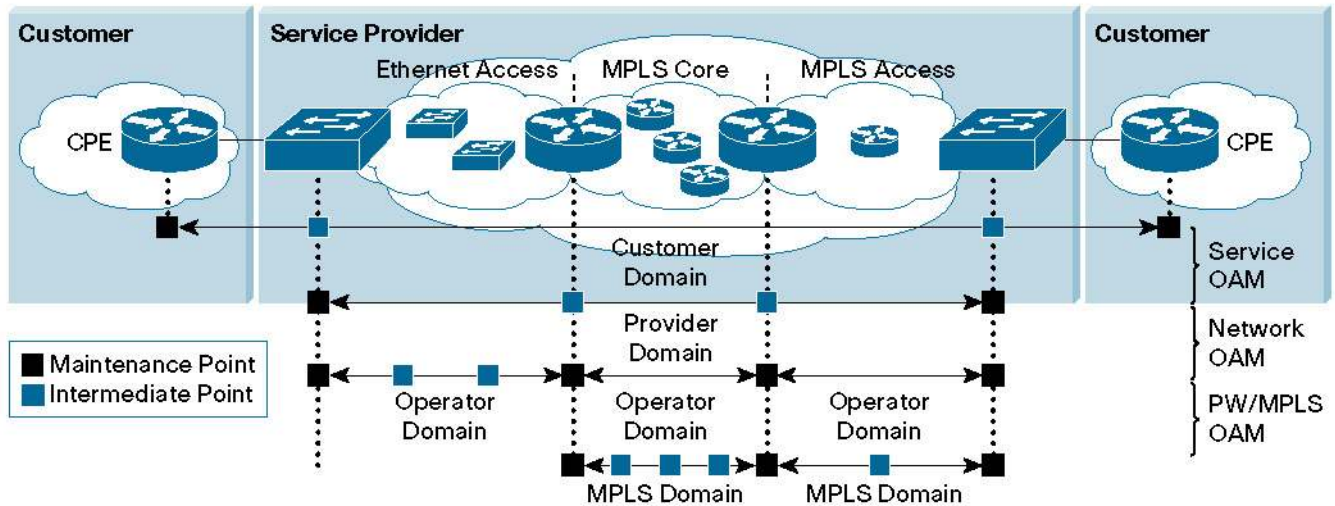 Customer
Service Provider
Customer
Ethernet Access
MPLS Core
MPLS Access
CPE
CPE
Customer
Domain
Service
OAM
Provider
Domain
Network
OAM
Maintenance Point
Intermediate Point
Operator
Domain
Operator
Domain
Operator
Domain
PW/MPLS
OAM
MPLS Domain
MPLS Domain